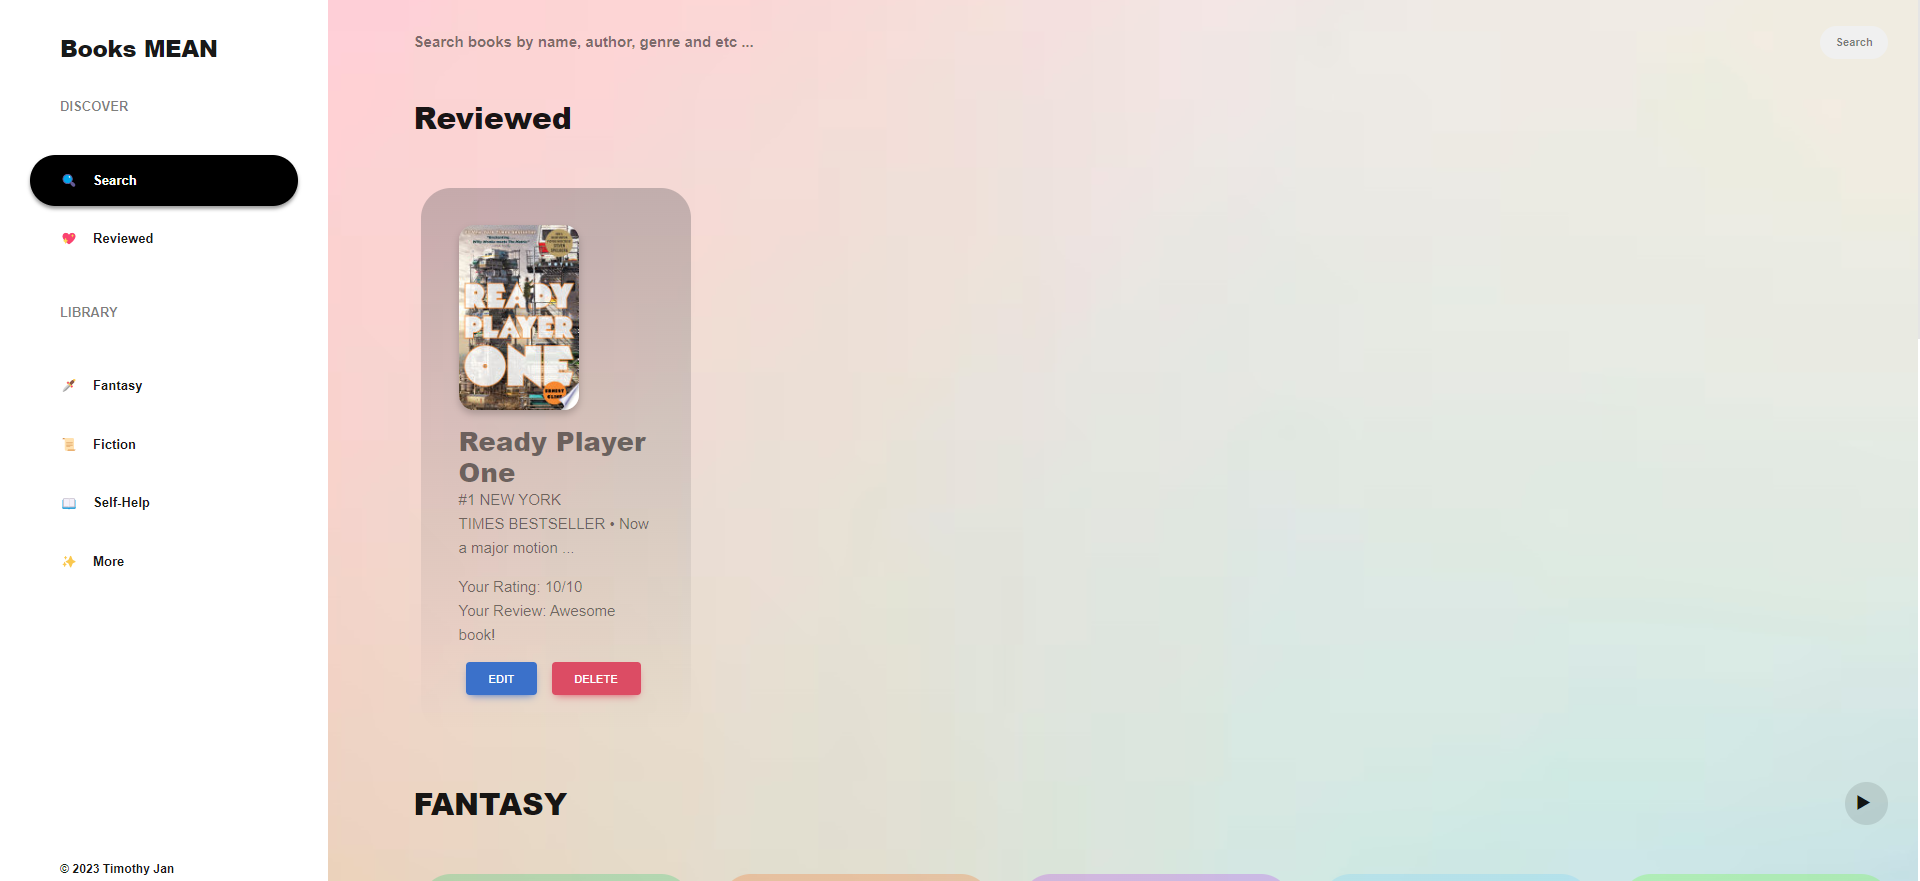 Books MEAN
DISCOVER
Search
Reviewed
LIBRARY
Fantasy
Fiction
Self-Help
More
© 2023 Timothy Jan
Search books by name, author, genre and etc ...
Search
Reviewed
READY
PLAYER
ONE
ERNEST
CLINE
Ready Player
One
#1 NEW YORK
TIMES BESTSELLER • Now
a major motion ...
Your Rating: 10/10
Your Review: Awesome
book!
EDIT
DELETE
FANTASY